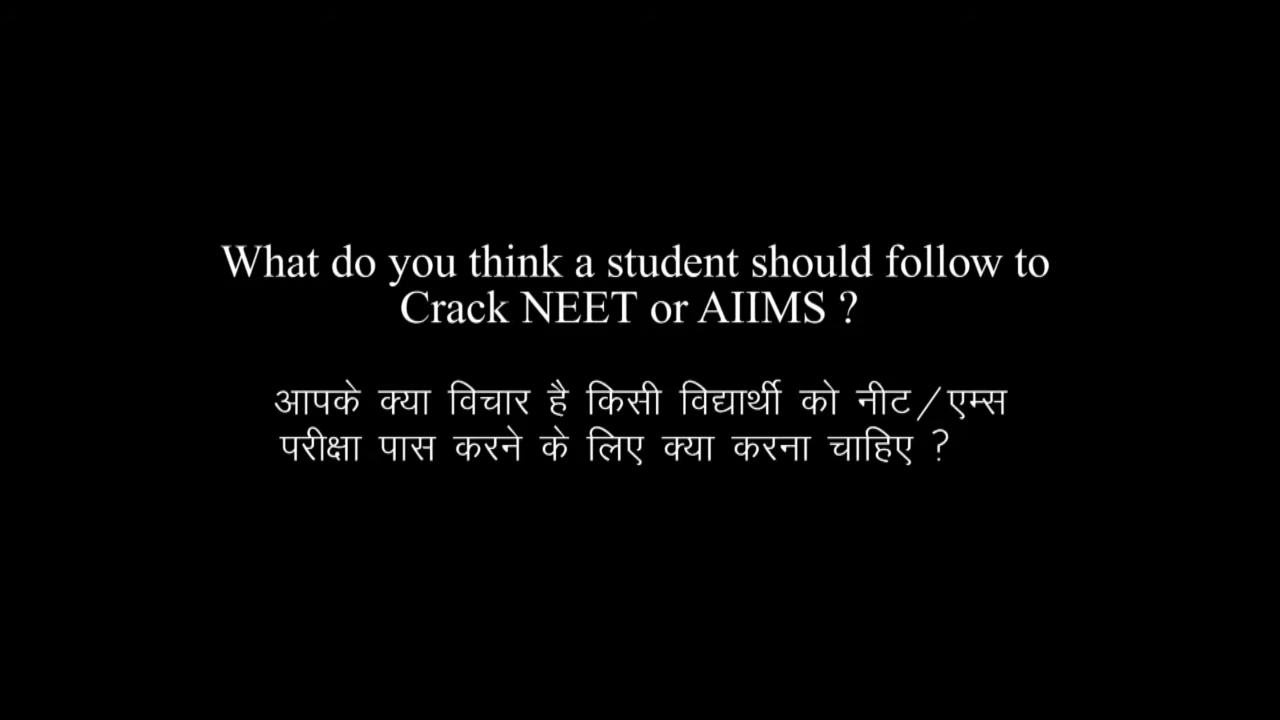 What do you think a student should follow to
Crack NEET or AIIMS ?
आपके क्या विचार है किसी विद्यार्थी को नीट/एम्स
परीक्षा पास करने के लिए क्या करना चाहिए ?